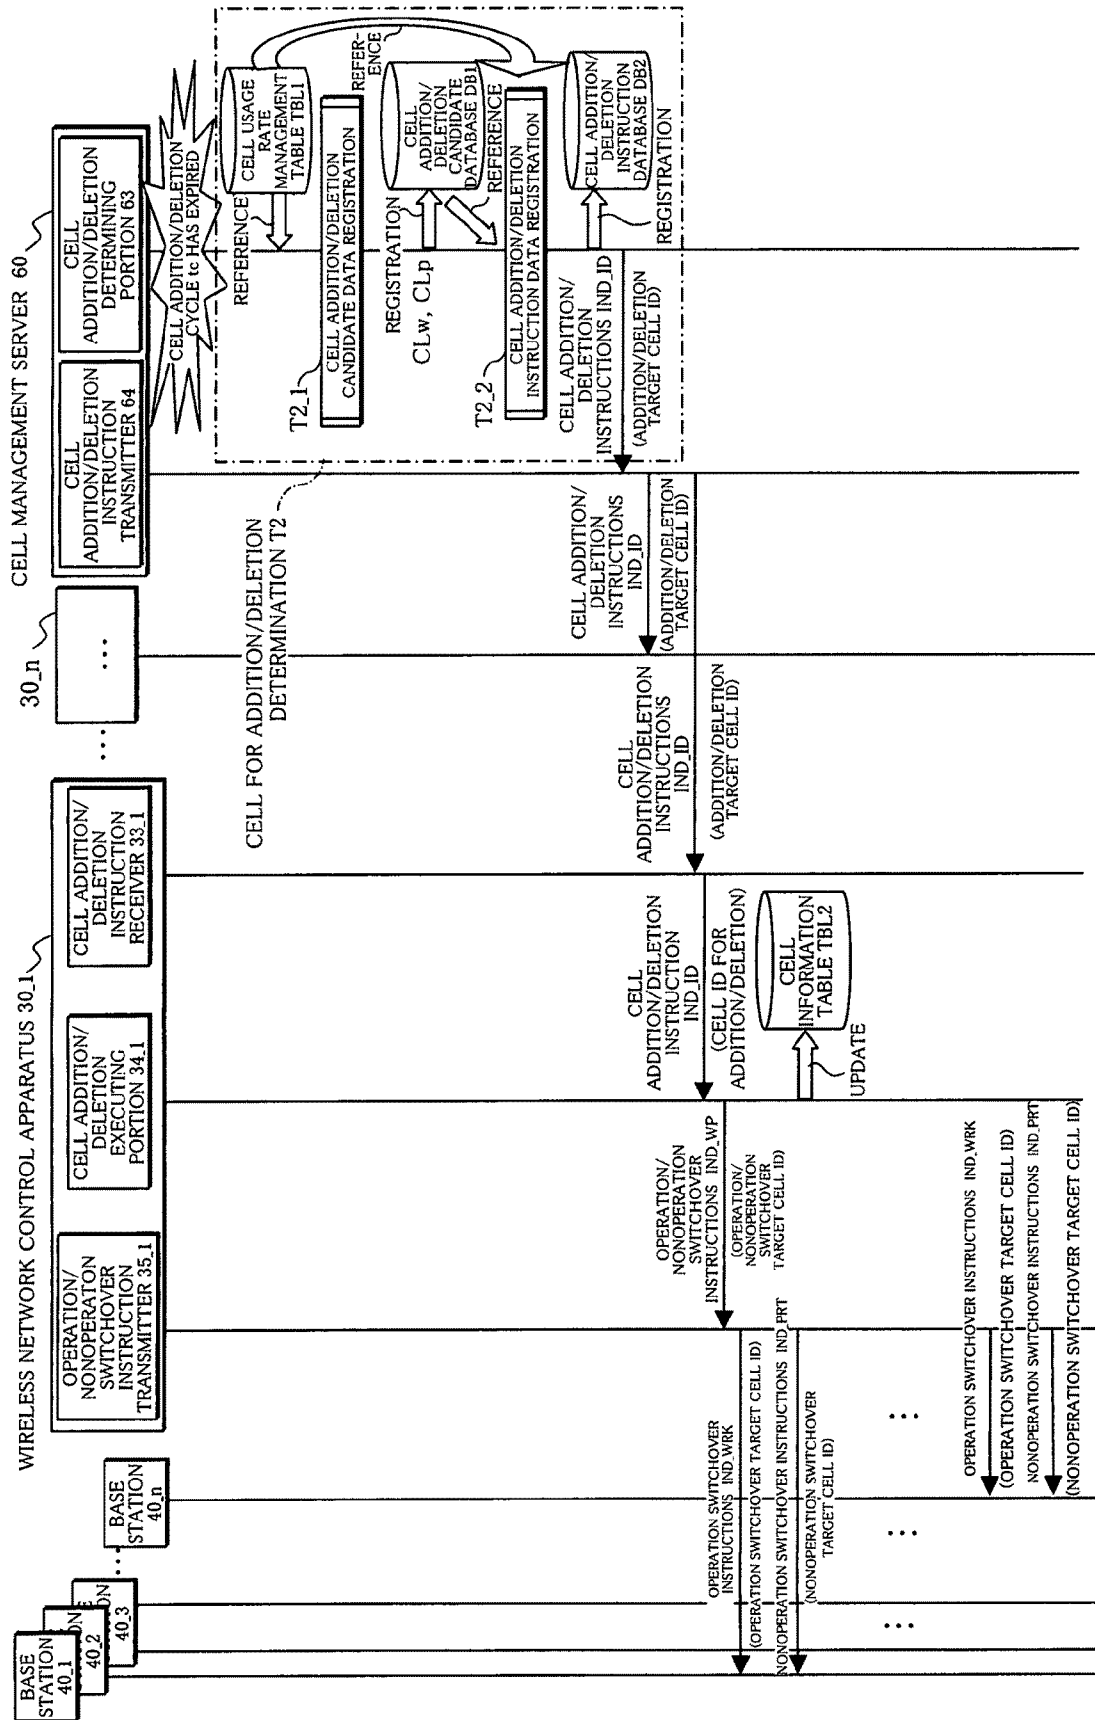 CELL MANAGEMENT SERVER 60
CELL
ADDITION/DELETION
DETERMINING
PORTION 63
CELL
ADDITION/DELETION
INSTRUCTION
TRANSMITTER 64
30_n
...
...
WIRELESS NETWORK CONTROL APPARATUS 30_1
CELL ADDITION/
DELETION
INSTRUCTION
RECEIVER 33_1
CELL ADDITION/
DELETION
EXECUTING
PORTION 34_1
OPERATION/
NONOPERATON
SWITCHOVER
INSTRUCTION
TRANSMITTER 35_1
BASE
STATION
40_n
...
40_3
40_2
BASE
STATION
40_1
CELL ADDITION/DELETION
CYCLE tc HAS EXPIRED
CELL USAGE
RATE
MANAGEMENT
TABLE TBL1
REFERENCE
REFER-
ENCE
T2_1
CELL ADDITION/DELETION
CANDIDATE DATA REGISTRATION
CELL
ADDITION/
DELETION
CANDIDATE
DATABASE DB1
REGISTRATION
CLw, CLp
REFERENCE
T2_2
CELL ADDITION/DELETION
INSTRUCTION DATA REGISTRATION
CELL ADDITION/
DELETION
INSTRUCTION
DATABASE DB2
REGISTRATION
CELL FOR ADDITION/DELETION
DETERMINATION T2
CELL ADDITION/
DELETION
INSTRUCTIONS IND_ID
(ADDITION/DELETION
TARGET CELL ID)
CELL ADDITION/
DELETION
INSTRUCTIONS
IND_ID
(ADDITION/DELETION
TARGET CELL ID)
CELL
ADDITION/DELETION
INSTRUCTIONS
IND_ID
(ADDITION/DELETION
TARGET CELL ID)
CELL
ADDITION/DELETION
INSTRUCTION
IND_ID
(CELL ID FOR
ADDITION/DELETION)
CELL
INFORMATION
TABLE TBL2
UPDATE
OPERATION/
NONOPERATION
SWITCHOVER
INSTRUCTIONS IND_WP
(OPERATION/
NONOPERATION
SWITCHOVER
TARGET CELL ID)
OPERATION SWITCHOVER
INSTRUCTIONS IND_WRK
(OPERATION SWITCHOVER TARGET CELL ID)
NONOPERATION SWITCHOVER INSTRUCTIONS IND_PRT
(NONOPERATION SWITCHOVER
TARGET CELL ID)
...
...
...
OPERATION SWITCHOVER INSTRUCTIONS IND_WRK
(OPERATION SWITCHOVER TARGET CELL ID)
NONOPERATION SWITCHOVER INSTRUCTIONS IND_PRT
(NONOPERATION SWITCHOVER TARGET CELL ID)